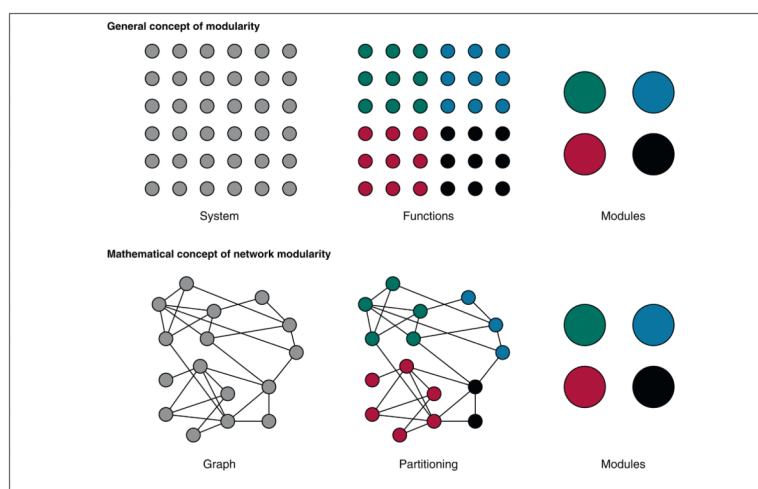 General concept of modularity
System Functions Modules
Mathematical concept of network modularity
Graph Partitioning Modules